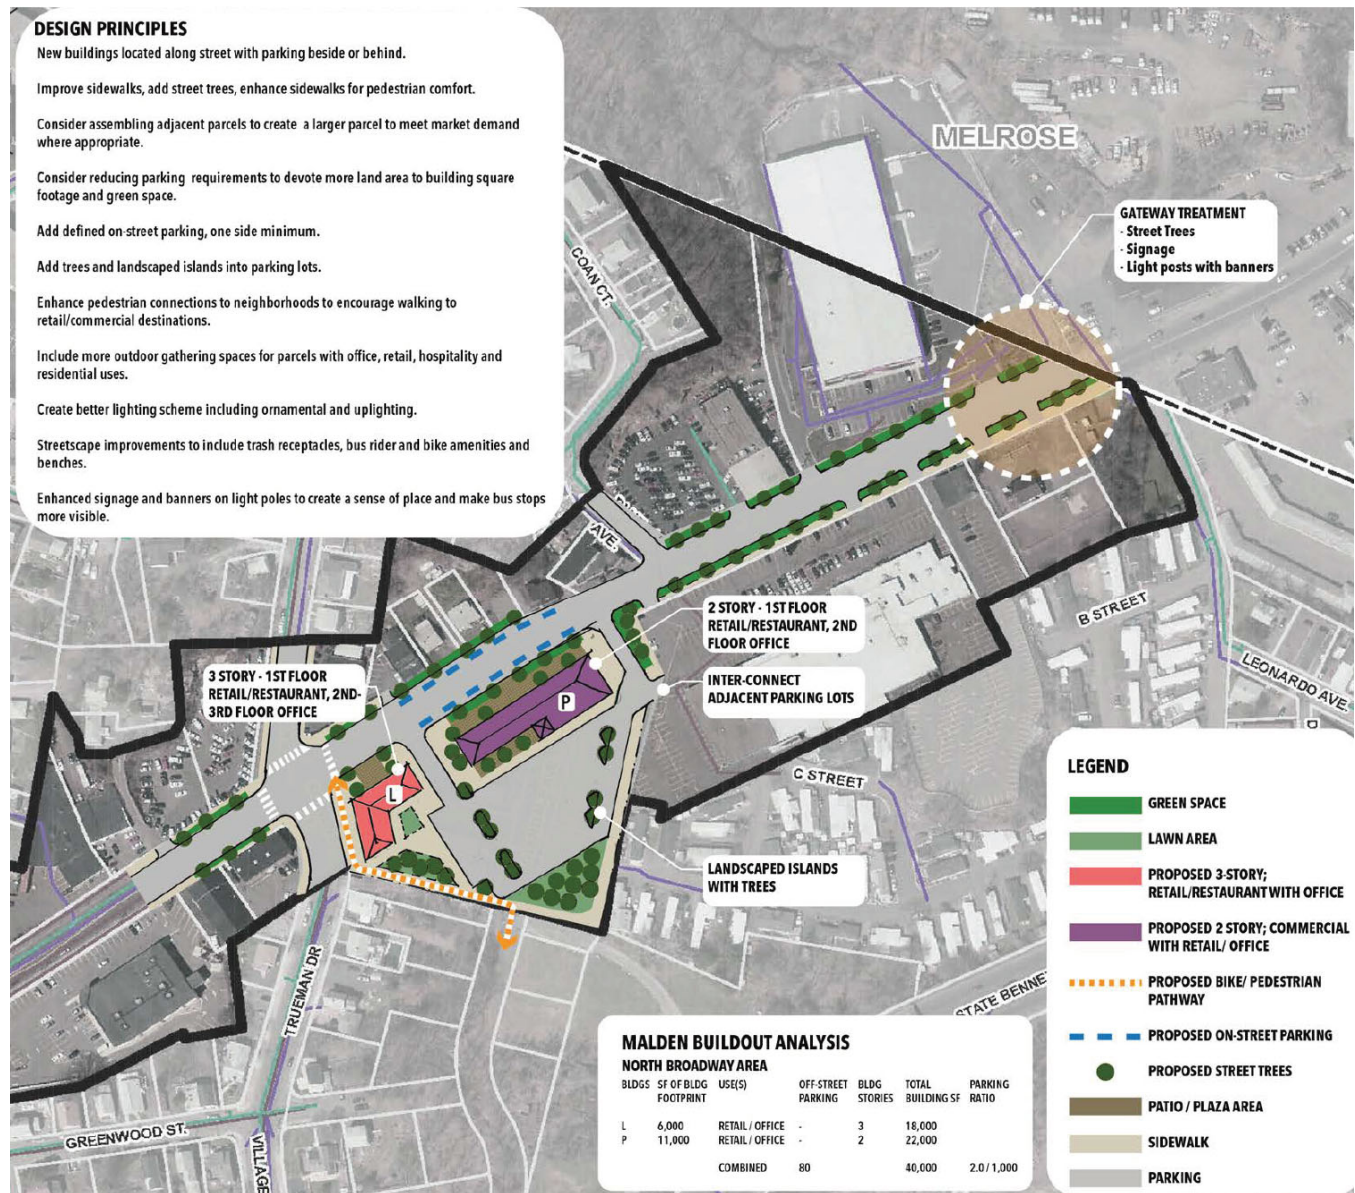 DESIGN PRINCIPLES
New buildings located along street with parking beside or behind.
Improve sidewalks, add street trees, enhance sidewalks for pedestrian comfort.
Consider assembling adjacent parcels to create a larger parcel to meet market demand
where appropriate.
Consider reducing parking requirements to devote more land area to building square
footage and green space.
Add defined on-street parking, one side minimum.
Add trees and landscaped islands into parking lots.
Enhance pedestrian connections to neighborhoods to encourage walking to
retail/commercial destinations.
Include more outdoor gathering spaces for parcels with office, retail, hospitality and
residential uses.
Create better lighting scheme including ornamental and uplighting.
Streetscape improvements to include trash receptacles, bus rider and bike amenities and
benches.
Enhanced signage and banners on light poles to create a sense of place and make bus stops
more visible.
MELROSE
GATEWAY TREATMENT
- Street Trees
- Signage
- Light posts with banners
COAN CT.
AVE.
2 STORY - 1ST FLOOR
RETAIL/RESTAURANT, 2ND
FLOOR OFFICE
B STREET
LEONARDO AVE.
3 STORY - 1ST FLOOR
RETAIL/RESTAURANT, 2ND-
3RD FLOOR OFFICE
INTER-CONNECT
ADJACENT PARKING LOTS
P
L
C STREET
D
LANDSCAPED ISLANDS
WITH TREES
TRUEMAN DR
STATE BENNE
GREENWOOD ST.
VILLAGE
LEGEND
GREEN SPACE
LAWN AREA
PROPOSED 3-STORY;
RETAIL/RESTAURANT WITH OFFICE
PROPOSED 2 STORY; COMMERCIAL
WITH RETAIL/ OFFICE
PROPOSED BIKE/ PEDESTRIAN
PATHWAY
PROPOSED ON-STREET PARKING
PROPOSED STREET TREES
PATIO / PLAZA AREA
SIDEWALK
PARKING
MALDEN BUILDOUT ANALYSIS
NORTH BROADWAY AREA
BLDGS SF OF BLDG USE(S) OFF-STREET BLDG TOTAL PARKING
FOOTPRINT PARKING STORIES BUILDING SF RATIO
L 6,000 RETAIL / OFFICE - 3 18,000
P 11,000 RETAIL / OFFICE - 2 22,000
COMBINED 80 40,000 2.0 / 1,000